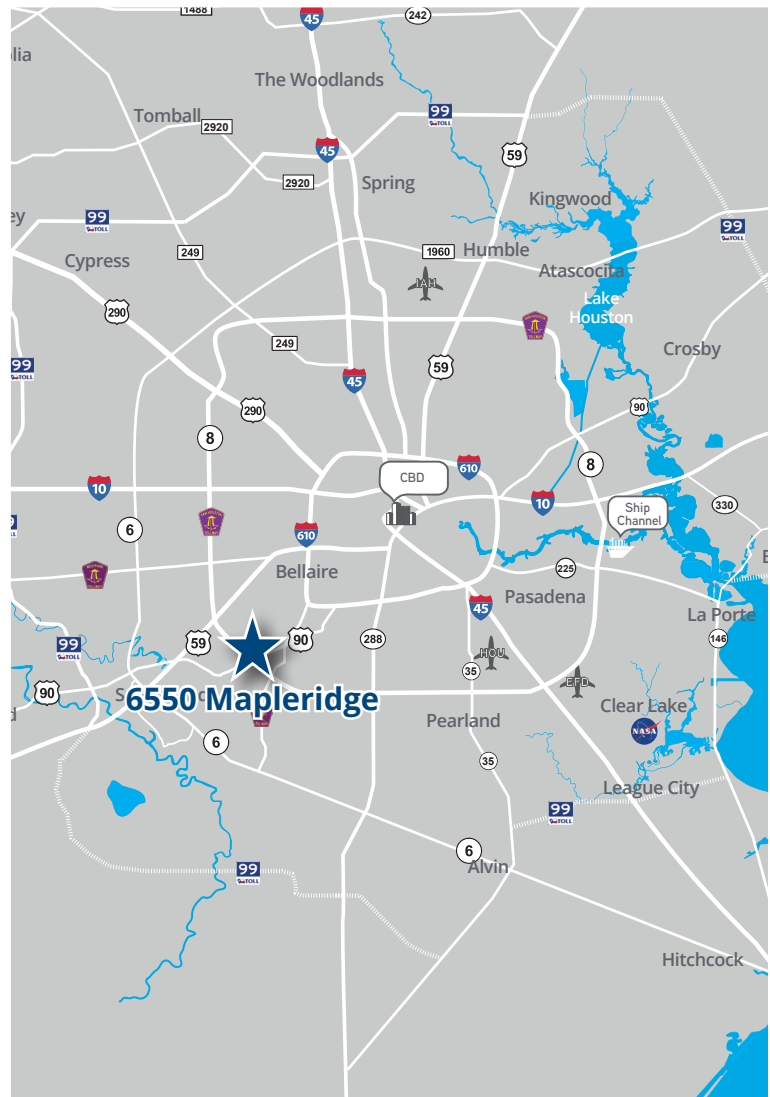 1488
45
242
olia
The Woodlands
Tomball
99
TOLL
2920
45
59
2920
Spring
Kingwood
ey
99
TOLL
99
TOLL
249
1960
Humble
Cypress
Atascocita
IAH
Lake
Houston
290
249
Crosby
99
TOLL
59
45
290
90
8
8
610
CBD
10
10
330
Ship
Channel
6
610
225
Bellaire
Pasadena
45
La Porte
59
90
288
146
99
TOLL
HOU
35
EFD
90
6550 Mapleridge
Clear Lake
Pearland
NASA
6
35
League City
99
TOLL
6
Alvin
99
TOLL
Hitchcock